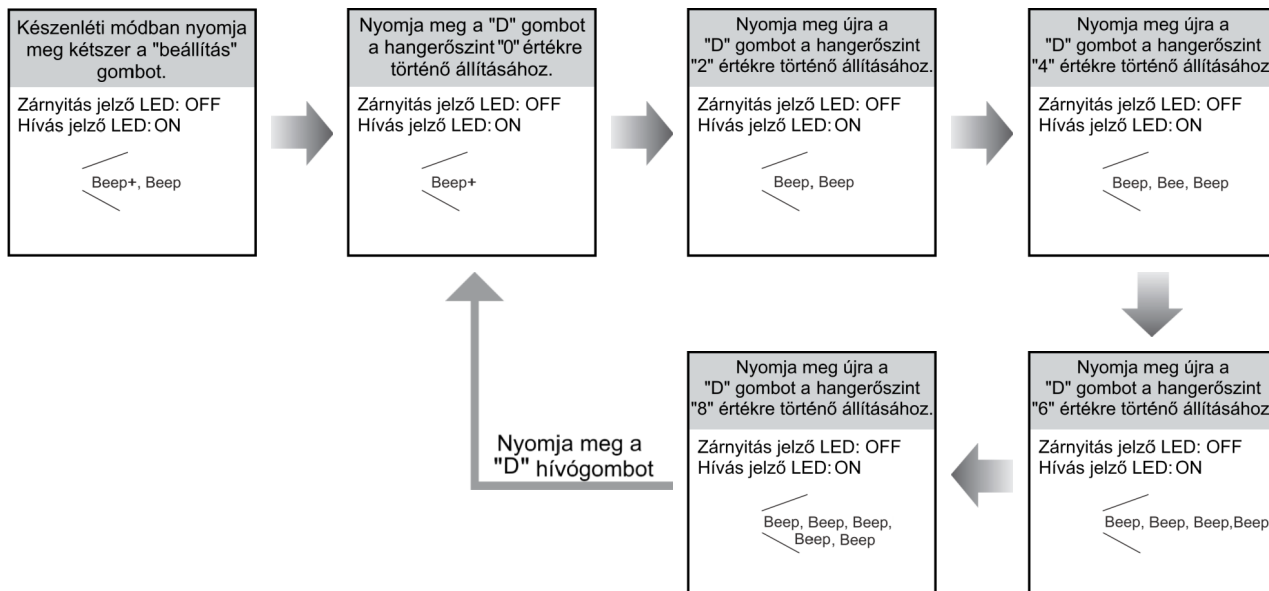 Készenléti módban nyomja
meg kétszer a "beállítás"
gombot.
Zárnyitás jelző LED: OFF
Hívás jelző LED: ON
Beep+, Beep
Nyomja meg a "D" gombot
a hangerőszint "0" értékre
történő állításához.
Zárnyitás jelző LED: OFF
Hívás jelző LED: ON
Beep+
Nyomja meg újra a
"D" gombot a hangerőszint
"2" értékre történő állításához.
Zárnyitás jelző LED: OFF
Hívás jelző LED: ON
Beep, Beep
Nyomja meg újra a
"D" gombot a hangerőszint
"4" értékre történő állításához
Zárnyitás jelző LED: OFF
Hívás jelző LED: ON
Beep, Bee, Beep
Nyomja meg újra a
"D" gombot a hangerőszint
"6" értékre történő állításához
Zárnyitás jelző LED: OFF
Hívás jelző LED: ON
Beep, Beep, Beep,Beep
Nyomja meg újra a
"D" gombot a hangerőszint
"8" értékre történő állításához.
Zárnyitás jelző LED: OFF
Hívás jelző LED: ON
Beep, Beep, Beep,
Beep, Beep
Nyomja meg a
"D" hívógombot